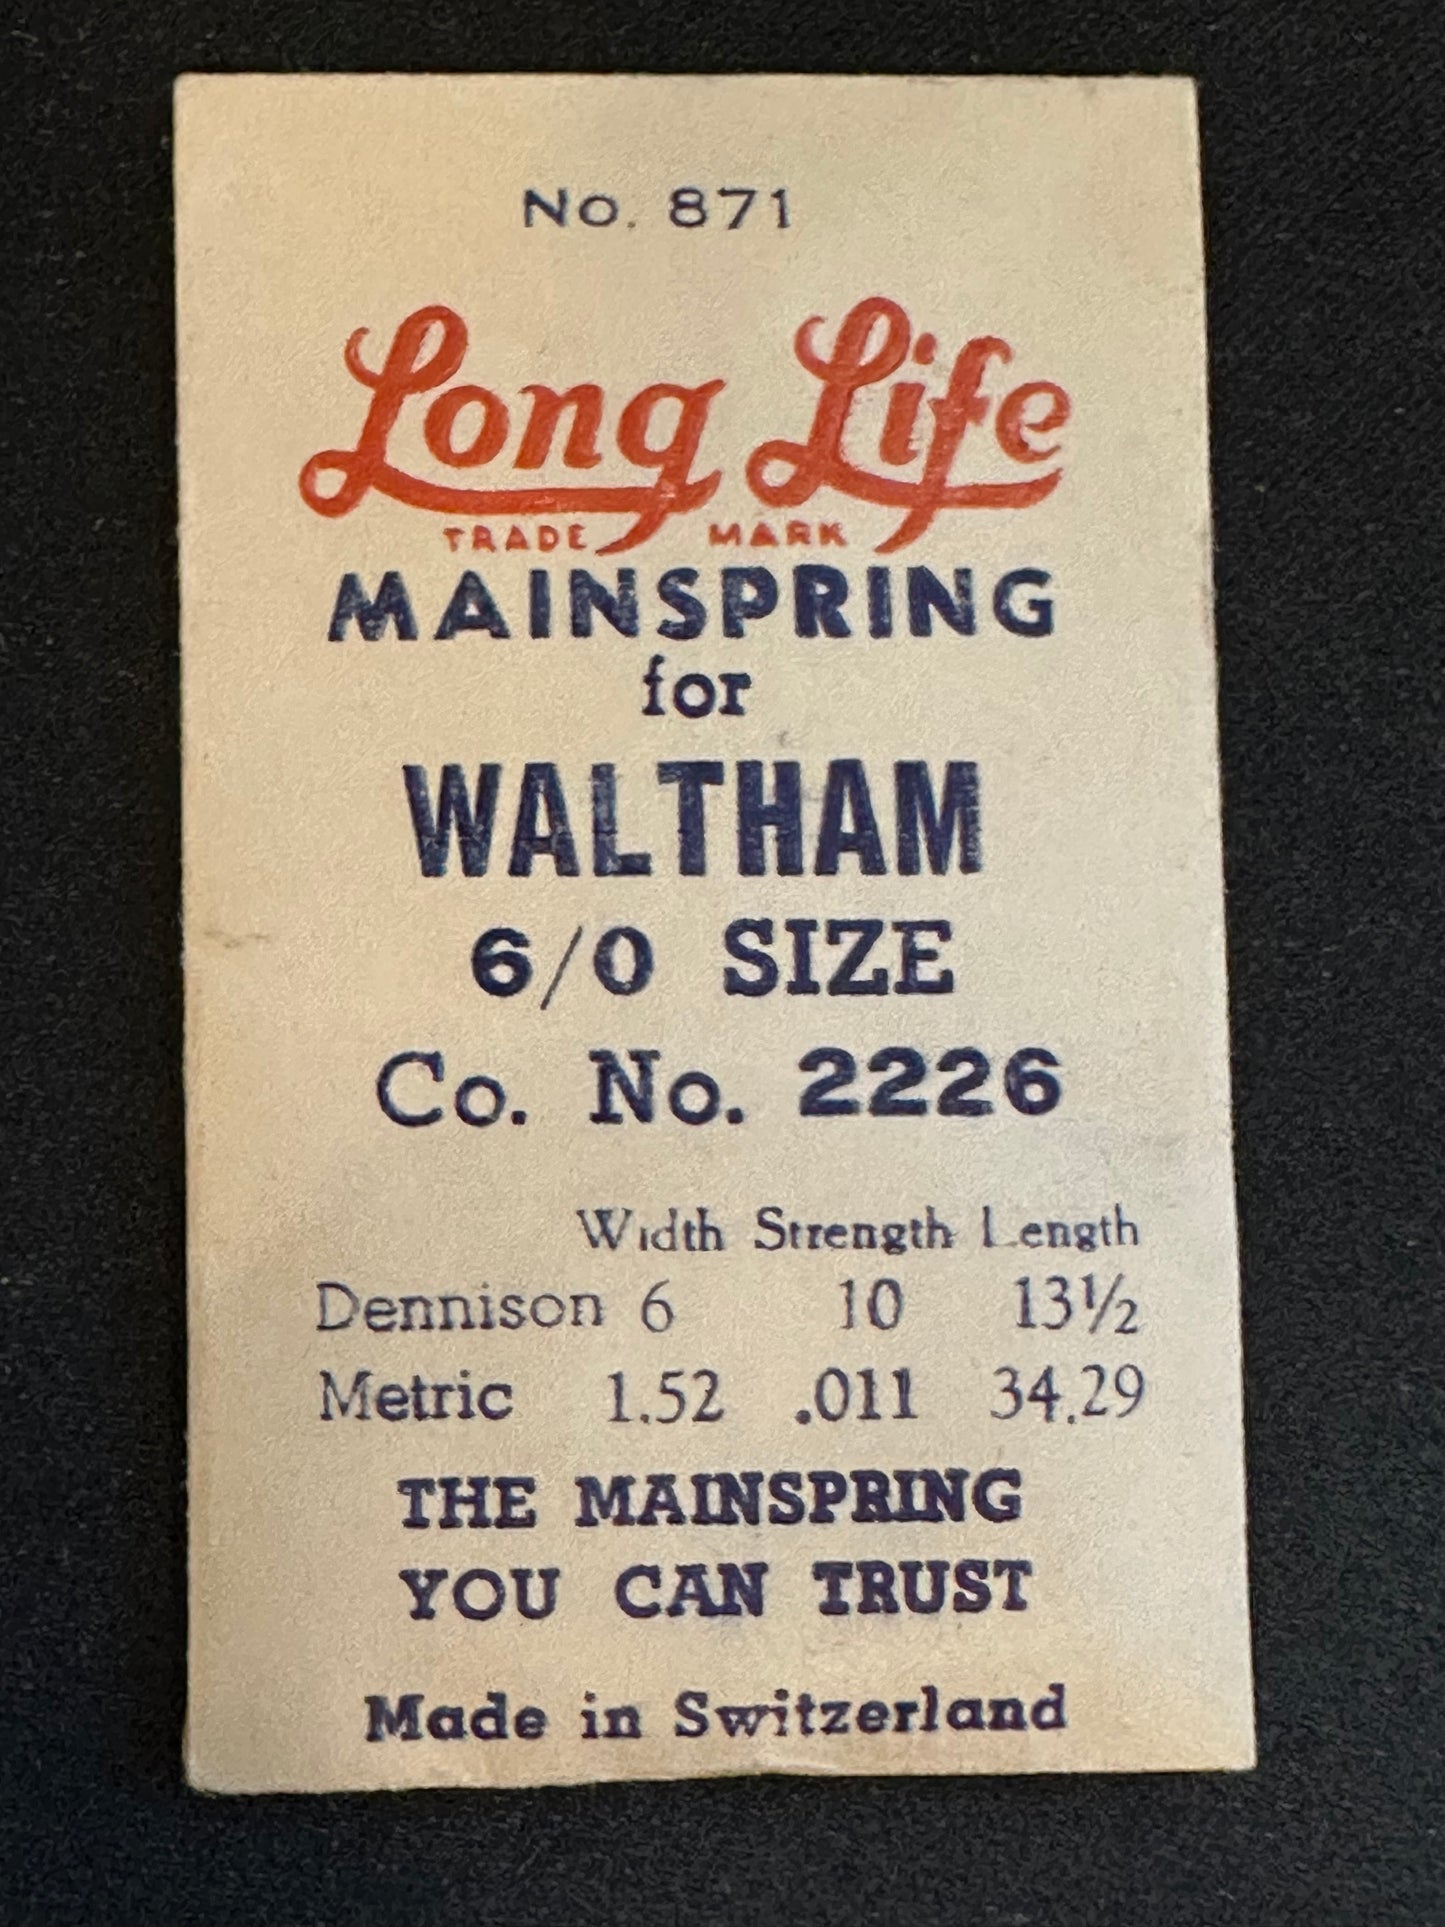 No. 871
Long Life
TRADE MARK
MAINSPRING
for
WALTHAM
6/0 SIZE
Co. No. 2226
Width Strength Length
Dennison 6 10 13½
Metric 1.52 .011 34.29
THE MAINSPRING
YOU CAN TRUST
Made in Switzerland